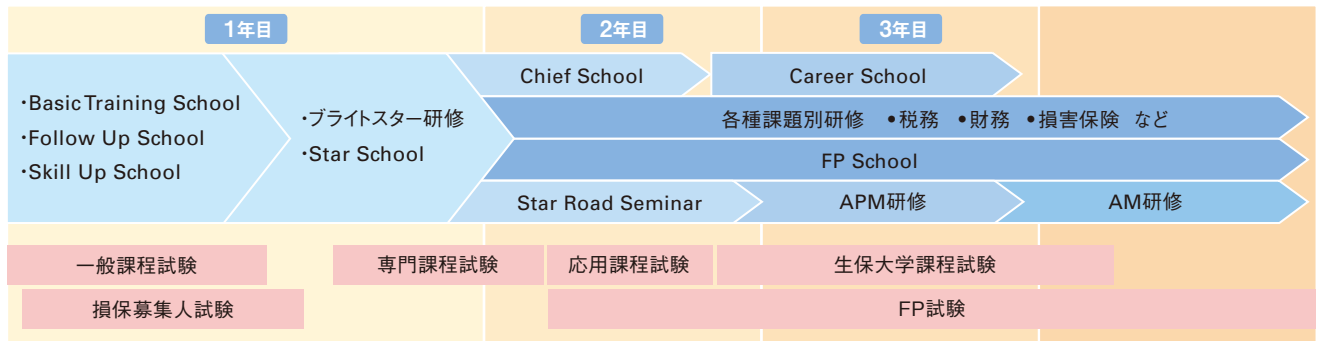 1年目
2年目
3年目
・Basic Training School
・Follow Up School
・Skill Up School
・ブライトスター研修
・Star School
Chief School
Career School
各種課題別研修 ●税務 ●財務 ●損害保険 など
FP School
Star Road Seminar
APM研修
AM研修
一般課程試験
専門課程試験
応用課程試験
生保大学課程試験
損保募集人試験
FP試験